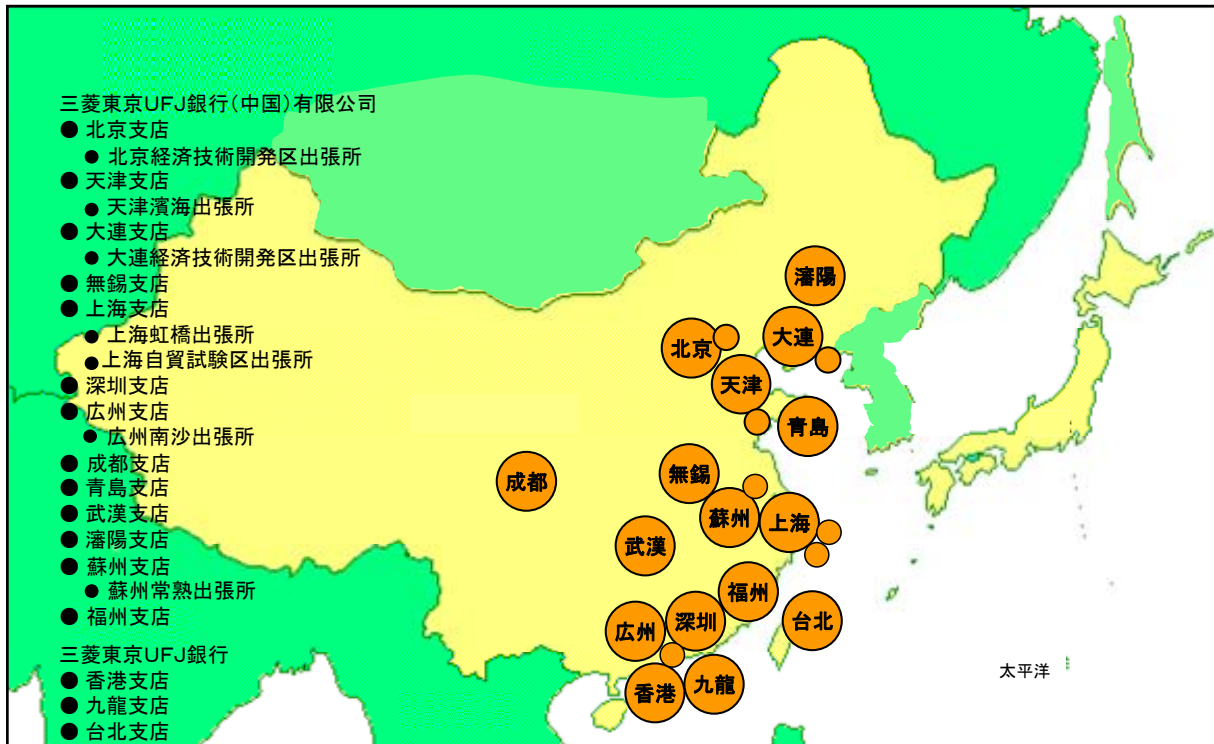 三菱東京UFJ銀行(中国)有限公司
● 北京支店
● 北京経済技術開発区出張所
● 天津支店
● 天津濱海出張所
● 大連支店
● 大連経済技術開発区出張所
● 無錫支店
● 上海支店
● 上海虹橋出張所
● 上海自貿試験区出張所
● 深圳支店
● 広州支店
● 広州南沙出張所
● 成都支店
● 青島支店
● 武漢支店
● 瀋陽支店
● 蘇州支店
● 蘇州常熟出張所
● 福州支店
三菱東京UFJ銀行
● 香港支店
● 九龍支店
● 台北支店
瀋陽
大連
北京
天津
青島
無錫
成都
蘇州
上海
武漢
福州
深圳
広州
台北
九龍
香港
太平洋